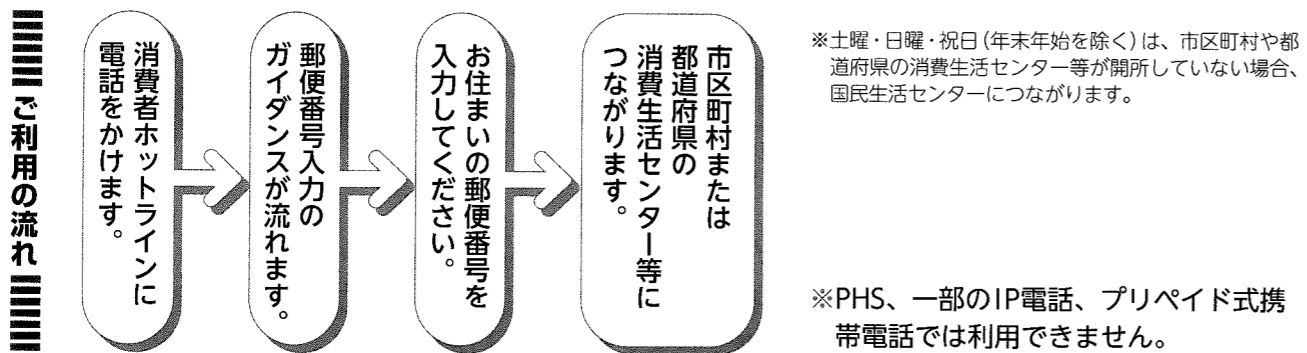 ご利用の流れ
消費者ホットラインに
電話をかけます。
郵便番号入力の
ガイダンスが流れます。
お住まいの郵便番号を
入力してください。
市区町村または
都道府県の
消費生活センター等に
つながります。
※土曜・日曜・祝日(年末年始を除く)は、市区町村や都
道府県の消費生活センター等が開所していない場合、
国民生活センターにつながります。
※PHS、一部のIP電話、プリペイド式携
帯電話では利用できません。